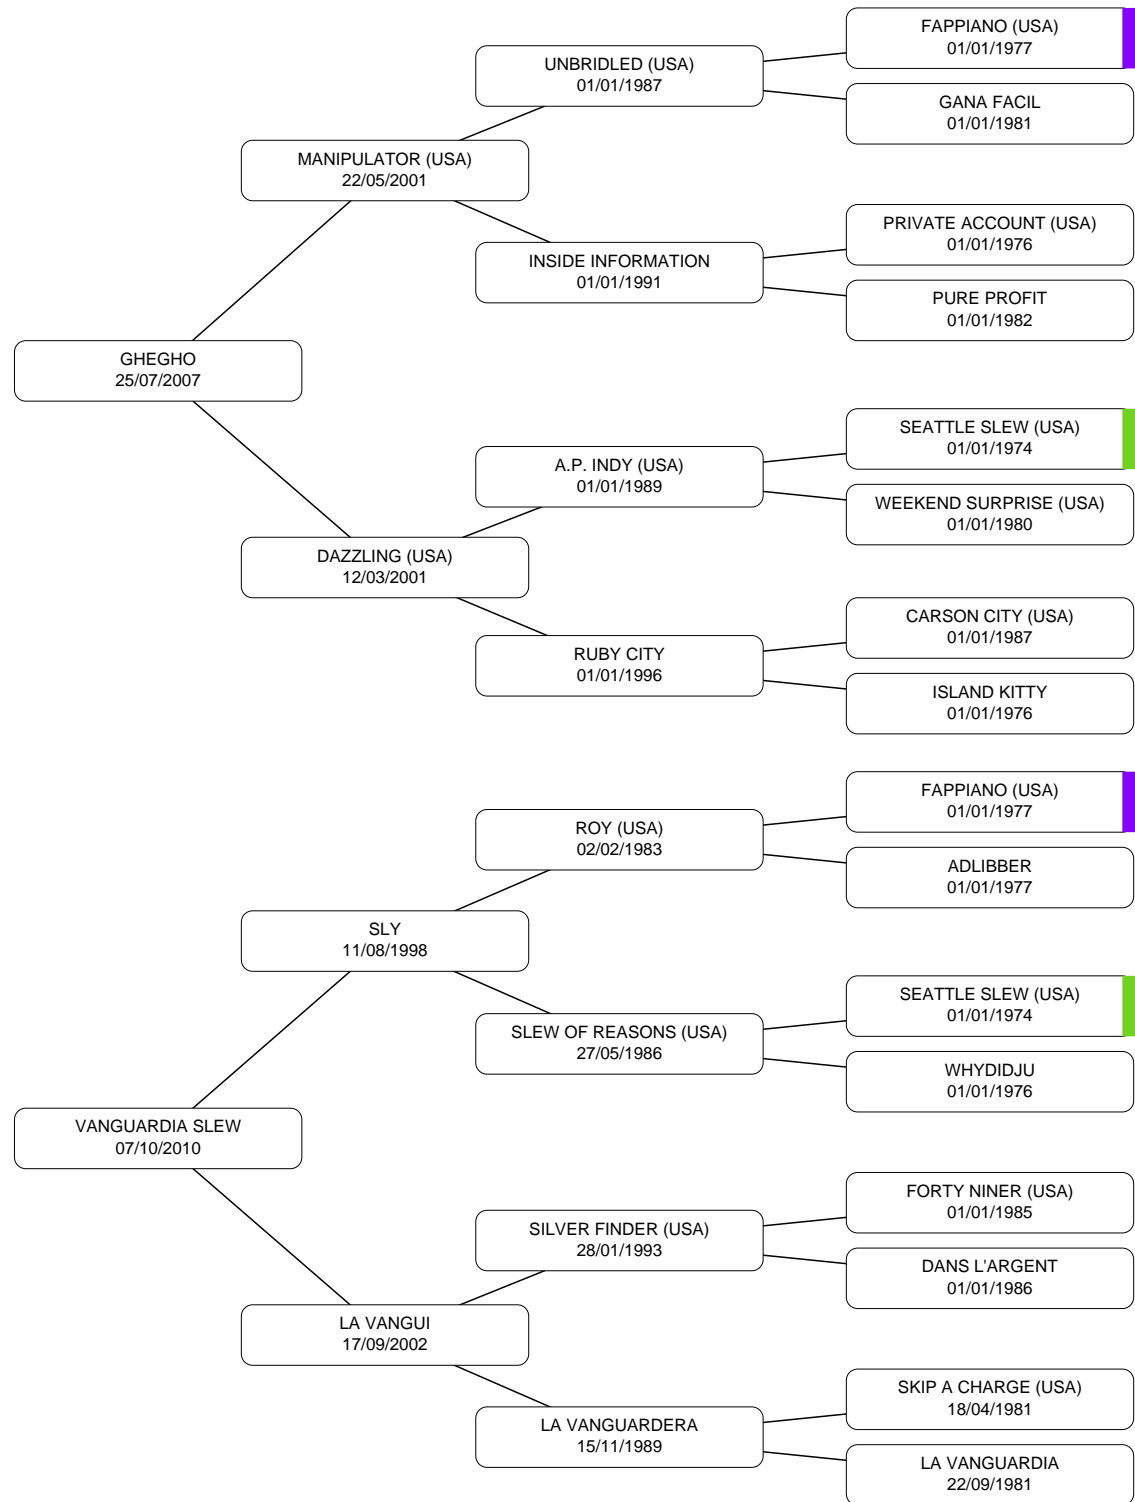 FAPPIANO (USA)
01/01/1977
UNBRIDLED (USA)
01/01/1987
GANA FACIL
01/01/1981
MANIPULATOR (USA)
22/05/2001
PRIVATE ACCOUNT (USA)
01/01/1976
INSIDE INFORMATION
01/01/1991
PURE PROFIT
01/01/1982
GHEGHO
25/07/2007
SEATTLE SLEW (USA)
01/01/1974
A.P. INDY (USA)
01/01/1989
WEEKEND SURPRISE (USA)
01/01/1980
DAZZLING (USA)
12/03/2001
CARSON CITY (USA)
01/01/1987
RUBY CITY
01/01/1996
ISLAND KITTY
01/01/1976
FAPPIANO (USA)
01/01/1977
ROY (USA)
02/02/1983
ADLIBBER
01/01/1977
SLY
11/08/1998
SEATTLE SLEW (USA)
01/01/1974
SLEW OF REASONS (USA)
27/05/1986
WHYDIDJU
01/01/1976
VANGUARDIA SLEW
07/10/2010
FORTY NINER (USA)
01/01/1985
SILVER FINDER (USA)
28/01/1993
DANS L'ARGENT
01/01/1986
LA VANGUI
17/09/2002
SKIP A CHARGE (USA)
18/04/1981
LA VANGUARDERA
15/11/1989
LA VANGUARDIA
22/09/1981